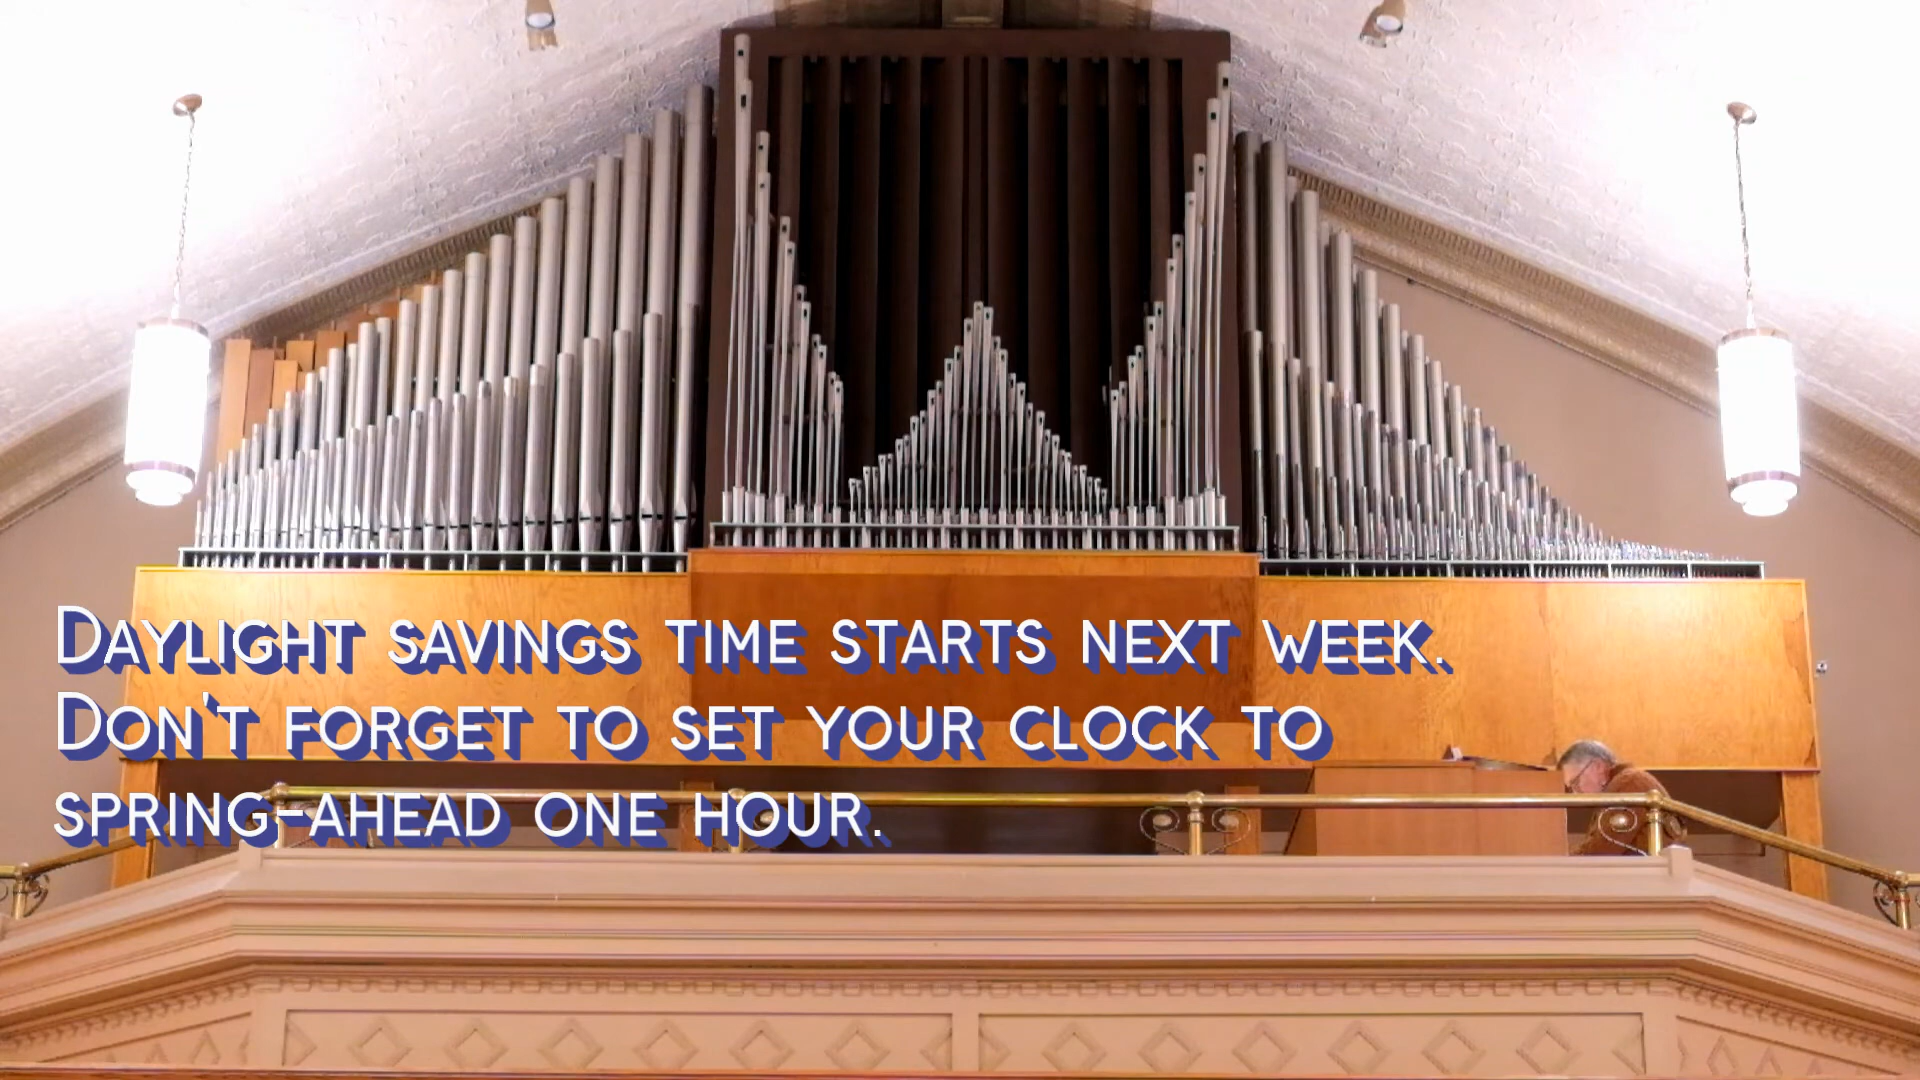 Daylight savings time starts next week.
Don't forget to set your clock to
spring-ahead one hour.